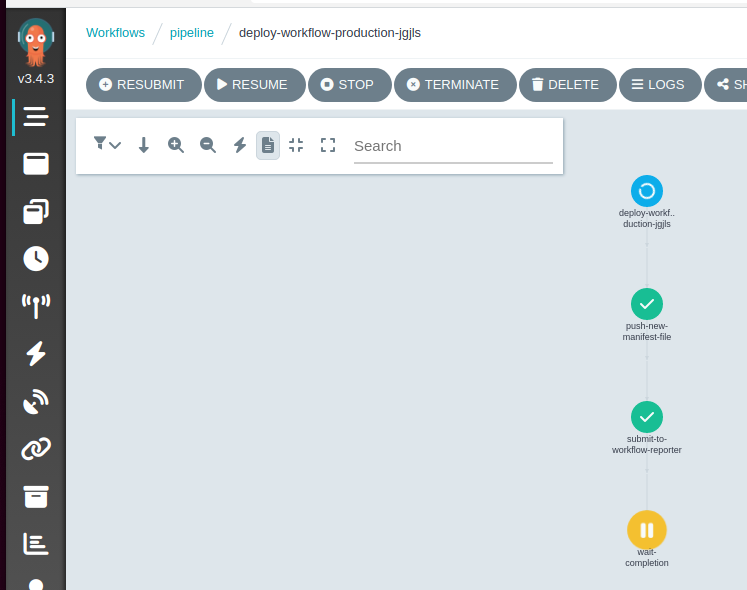 Workflows / pipeline / deploy-workflow-production-jgjls
v3.4.3
RESUBMIT RESUME STOP TERMINATE DELETE LOGS SH
Search
deploy-workf..
duction-jgjls
push-new-
manifest-file
submit-to-
workflow-reporter
wait-
completion